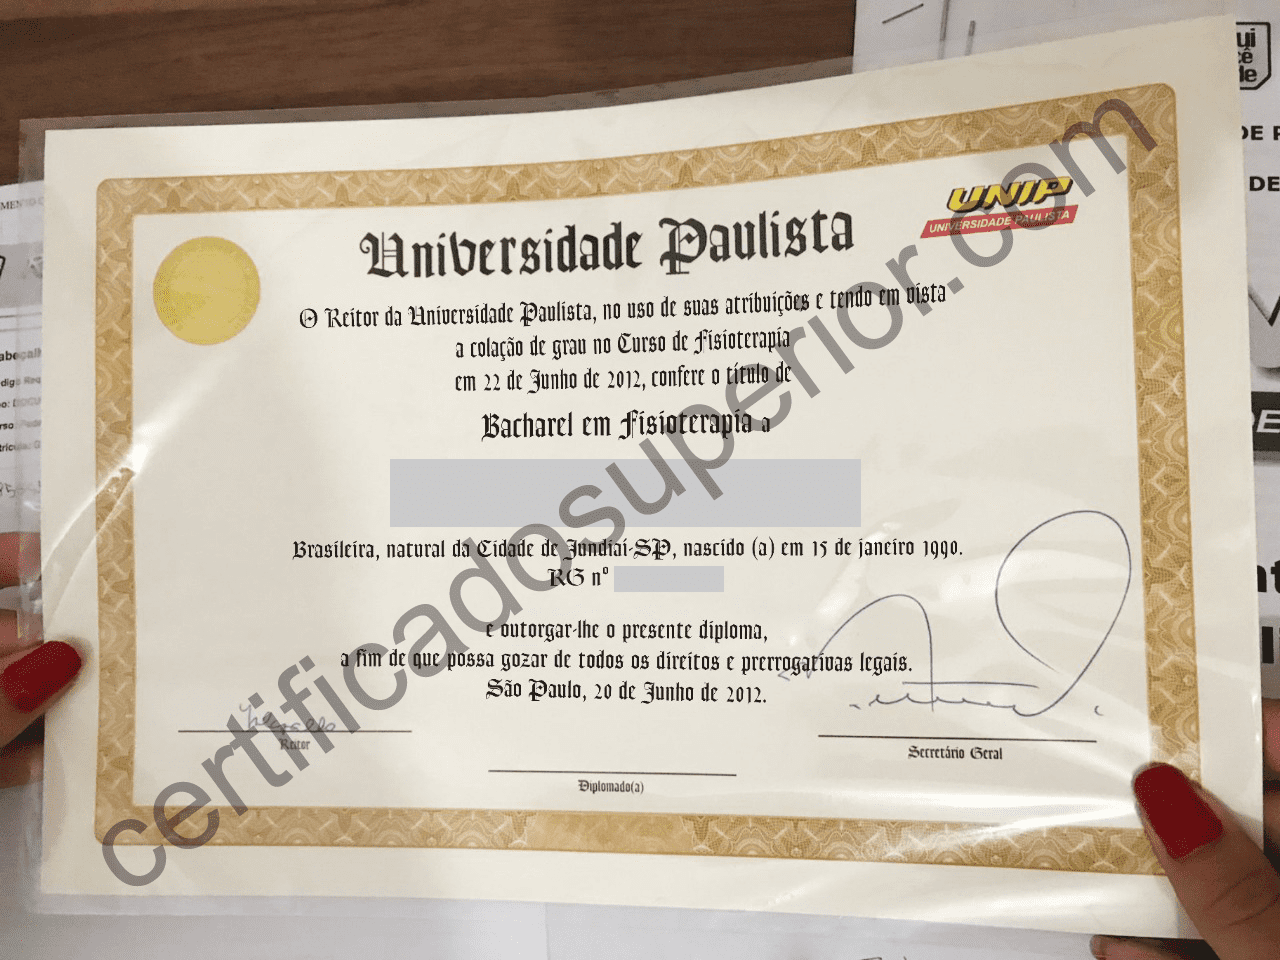 UNIP
UNIVERSIDADE PAULISTA
Universidade Paulista
O Reitor da Universidade Paulista, no uso de suas atribuições e tendo em vista
a colação de grau no Curso de Fisioterapia
em 22 de Junho de 2012, confere o título de
Bacharel em Fisioterapia a
Brasileira, natural da Cidade de Jundiaí-SP, nascido (a) em 15 de janeiro 1990.
RG nº
e outorgar-lhe o presente diploma,
a fim de que possa gozar de todos os direitos e prerrogativas legais.
São Paulo, 20 de Junho de 2012.
Reitor
Secretário Geral
Diplomado(a)
certificadosuperior.com